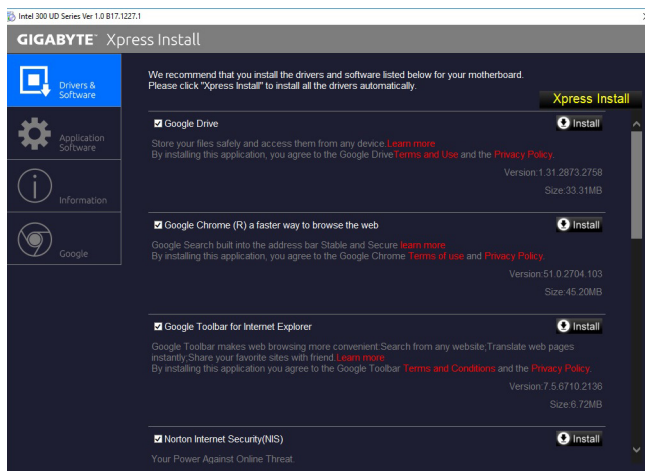 Intel 300 UD Series Ver 1.0 B17.1227.1
GIGABYTE™ Xpress Install
Drivers &
Software
Application
Software
Information
Google
We recommend that you install the drivers and software listed below for your motherboard.
Please click "Xpress Install" to install all the drivers automatically.
Xpress Install
Google Drive
Install
Store your files safely and access them from any device.Learn more
By installing this application, you agree to the Google DriveTerms and Use and the Privacy Policy.
Version:1.31.2873.2758
Size:33.31MB
Google Chrome (R) a faster way to browse the web
Install
Google Search built into the address bar Stable and Secure learn more
By installing this application, you agree to the Google Chrome Terms of use and Privacy Policy.
Version:51.0.2704.103
Size:45.20MB
Google Toolbar for Internet Explorer
Install
Google Toolbar makes web browsing more convenient:Search from any website;Translate web pages
instantly;Share your favorite sites with friend.Learn more
By installing this application you agree to the Google Toolbar Terms and Conditions and the Privacy Policy.
Version:7.5.6710.2136
Size:6.72MB
Norton Internet Security(NIS)
Install
Your Power Against Online Threat.